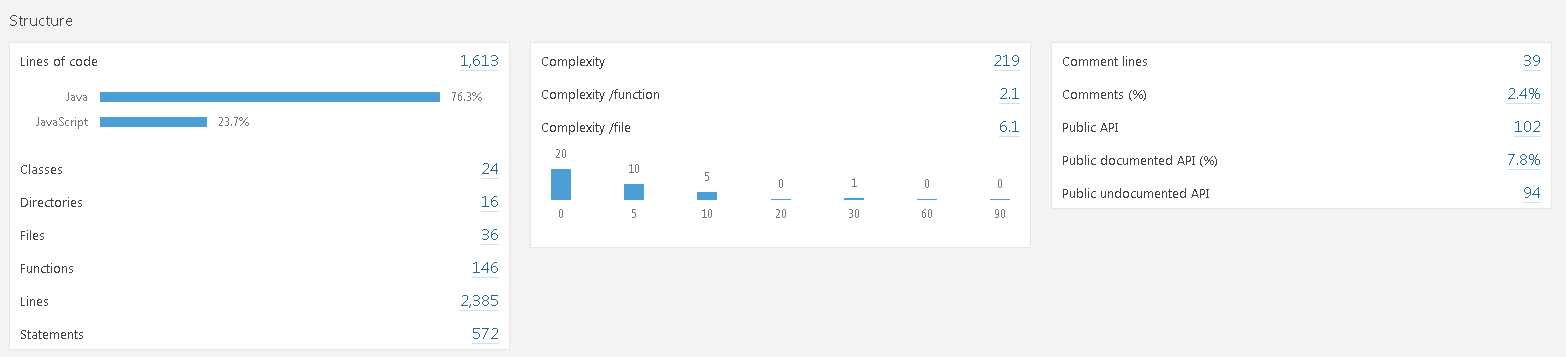 Structure
Lines of code 1,613
Java 76.3%
JavaScript 23.7%
Classes 24
Directories 16
Files 36
Functions 146
Lines 2,385
Statements 572
Complexity 219
Complexity /function 2.1
Complexity /file 6.1
20 10 5 0 1 0 0
0 5 10 20 30 60 90
Comment lines 39
Comments (%) 2.4%
Public API 102
Public documented API (%) 7.8%
Public undocumented API 94